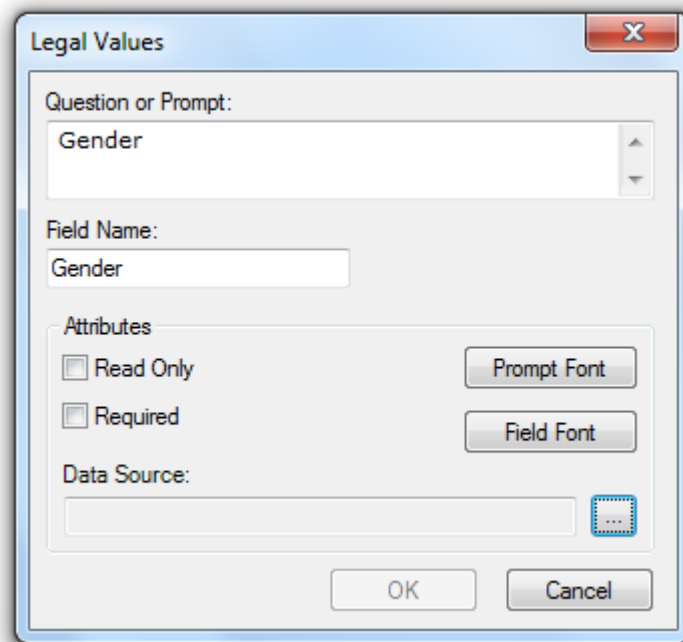 Legal Values
Question or Prompt:
Gender
Field Name:
Gender
Attributes
Read Only
Prompt Font
Required
Field Font
Data Source:
...
OK
Cancel